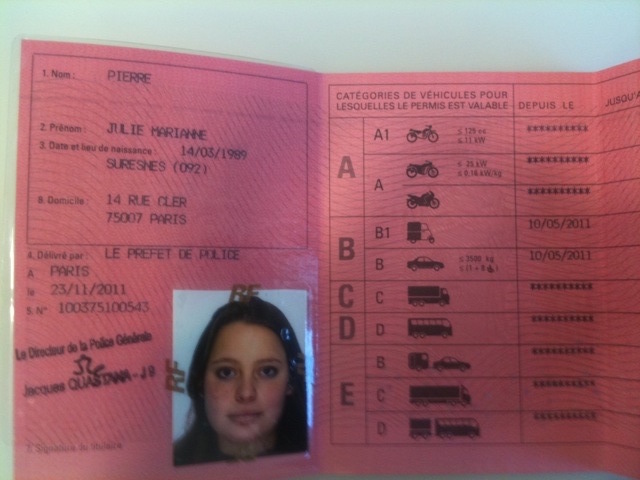 1. Nom : PIERRE
2. Prénom : JULIE MARIANNE
3. Date et lieu de naissance : 14/03/1989
SURESNES (092)
8. Domicile : 14 RUE CLER
75007 PARIS
4. Délivré par : LE PREFET DE POLICE
A PARIS
le 23/11/2011
5. N° 100375100543
Le Directeur de la Police Générale
Jacques QUASTANA - J 9
7. Signature du titulaire
RF
RF
RF
CATÉGORIES DE VÉHICULES POUR
LESQUELLES LE PERMIS EST VALABLE
DEPUIS LE
JUSQU'A
A
A1 ≤ 125 cc
≤ 11 kW
*********
A ≤ 25 kW
≤ 0.16 kW/kg
*********
*********
B
B1 10/05/2011
B ≤ 3500 kg
≤ (1 + 8)
10/05/2011
C
C *********
D
D *********
E
B *********
C *********
D *********